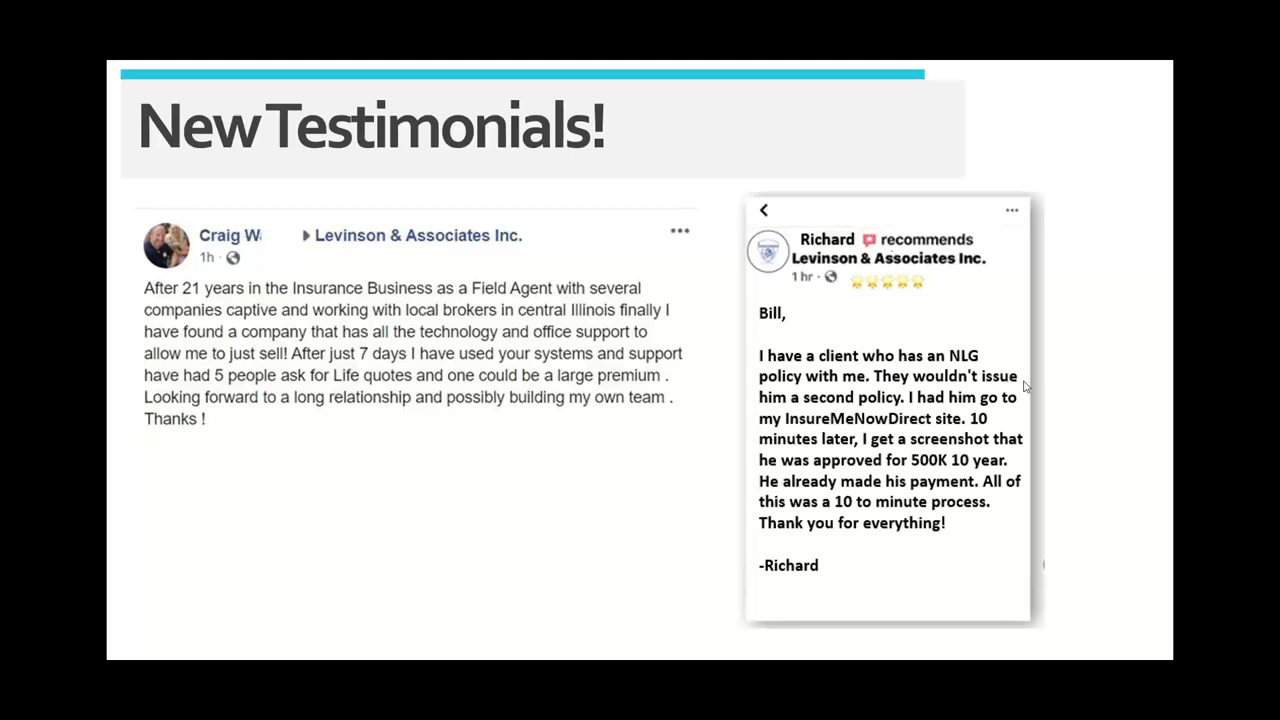 New Testimonials!
Craig W
Levinson & Associates Inc.
1h
After 21 years in the Insurance Business as a Field Agent with several
companies captive and working with local brokers in central Illinois finally I
have found a company that has all the technology and office support to
allow me to just sell! After just 7 days I have used your systems and support
have had 5 people ask for Life quotes and one could be a large premium .
Looking forward to a long relationship and possibly building my own team .
Thanks !
Richard recommends
Levinson & Associates Inc.
1 hr
Bill,
I have a client who has an NLG
policy with me. They wouldn't issue
him a second policy. I had him go to
my InsureMeNowDirect site. 10
minutes later, I get a screenshot that
he was approved for 500K 10 year.
He already made his payment. All of
this was a 10 to minute process.
Thank you for everything!
-Richard